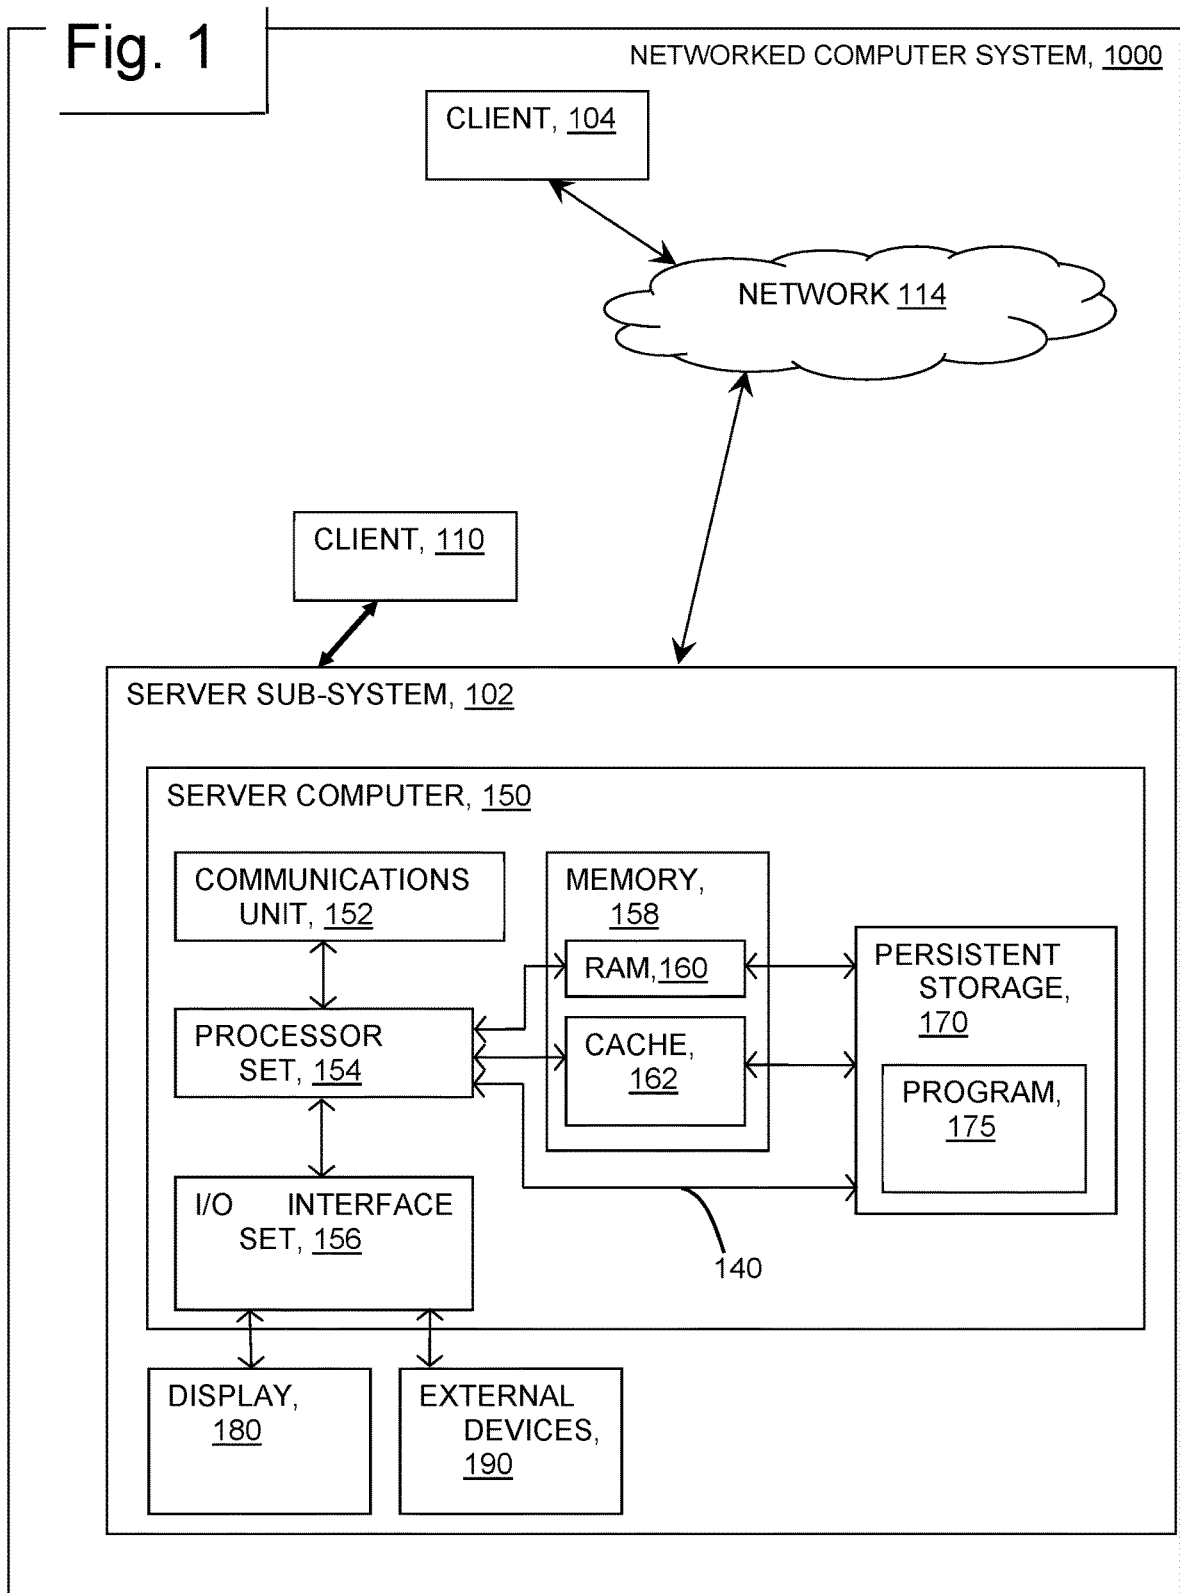 Fig. 1
NETWORKED COMPUTER SYSTEM, 1000
CLIENT, 104
NETWORK 114
CLIENT, 110
SERVER SUB-SYSTEM, 102
SERVER COMPUTER, 150
COMMUNICATIONS
UNIT, 152
MEMORY,
158
RAM, 160
PERSISTENT
STORAGE,
170
PROCESSOR
SET, 154
CACHE,
162
PROGRAM,
175
I/O INTERFACE
SET, 156
140
DISPLAY,
180
EXTERNAL
DEVICES,
190